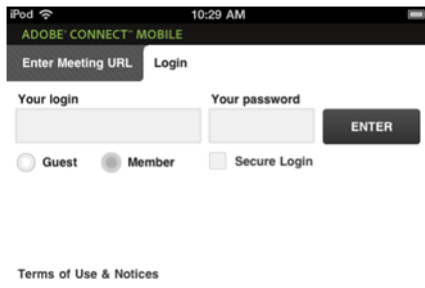 iPod 10:29 AM
ADOBE® CONNECT™ MOBILE
Enter Meeting URL Login
Your login Your password
ENTER
Guest Member Secure Login
Terms of Use & Notices